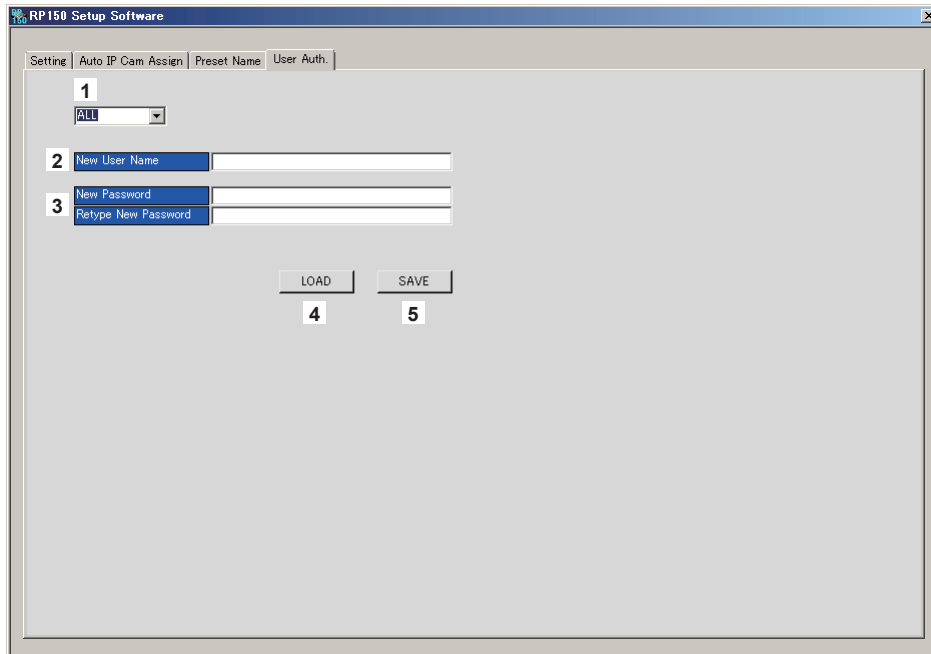 RP150 Setup Software
Setting Auto IP Cam Assign Preset Name User Auth.
1
ALL
2 New User Name
New Password
3
Retype New Password
LOAD SAVE
4 5